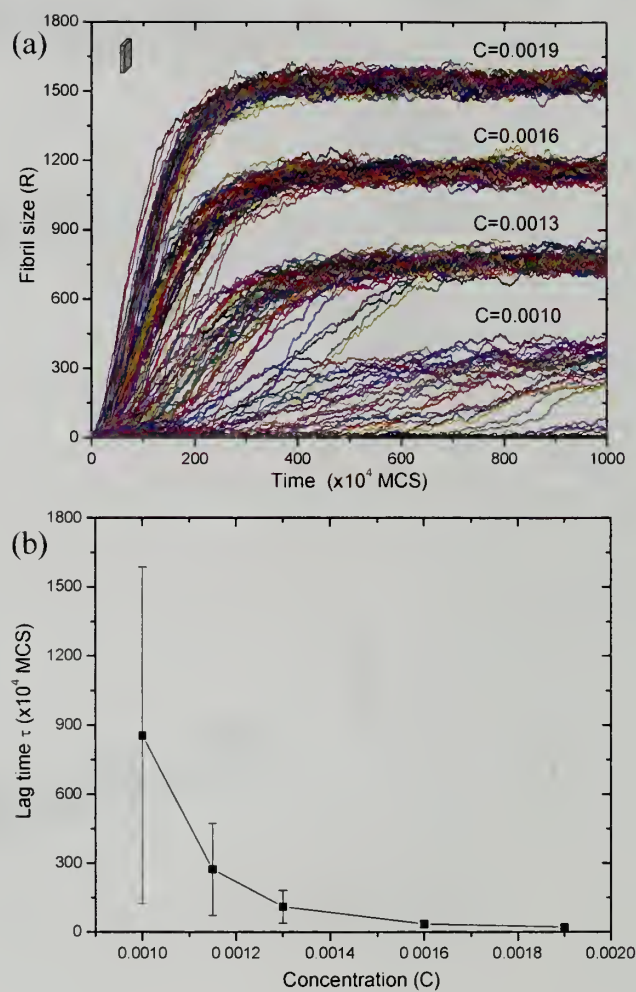 (a)
1800
1500
1200
900
600
300
0
Fibril size (R)
C=0.0019
C=0.0016
C=0.0013
C=0.0010
0 200 400 600 800 1000
Time (x10⁴ MCS)
(b)
1800
1500
1200
900
600
300
0
Lag time τ (x10⁴ MCS)
0.0010 0.0012 0.0014 0.0016 0.0018 0.0020
Concentration (C)